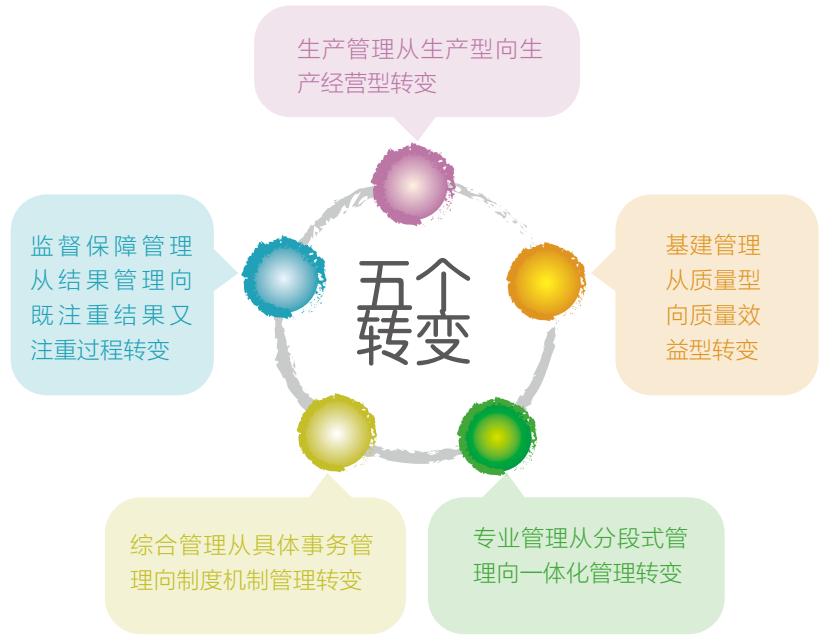 生产管理从生产型向生
产经营型转变
监督保障管理
从结果管理向
既注重结果又
注重过程转变
五个
转变
基建管理
从质量型
向质量效
益型转变
综合管理从具体事务管
理向制度机制管理转变
专业管理从分段式管
理向一体化管理转变